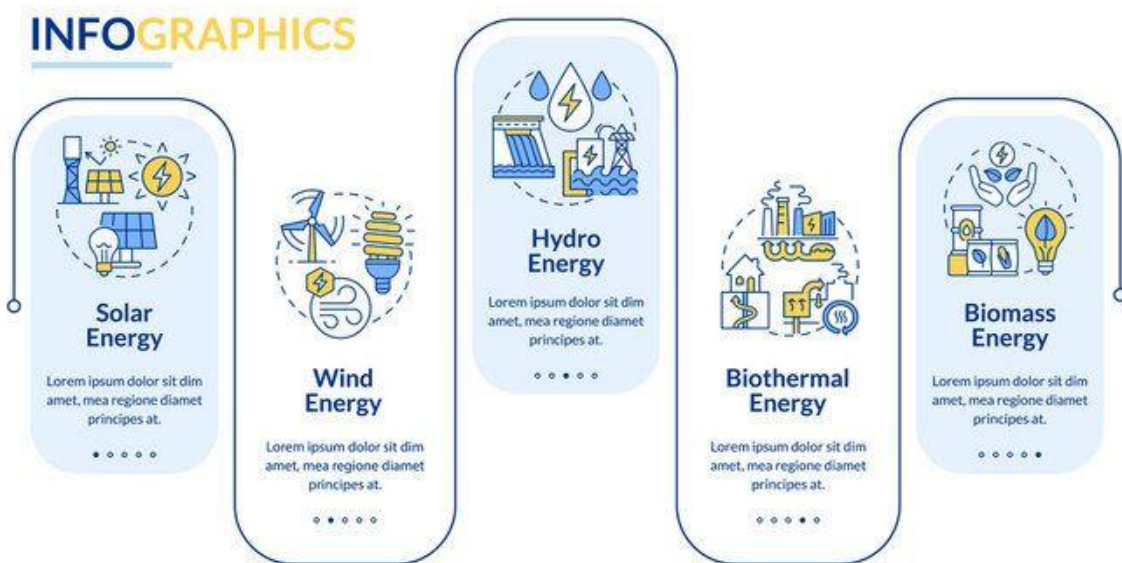 INFOGRAPHICS
Solar
Energy
Lorem ipsum dolor sit dim
amet, mea regione diamet
principes at.
Wind
Energy
Lorem ipsum dolor sit dim
amet, mea regione diamet
principes at.
Hydro
Energy
Lorem ipsum dolor sit dim
amet, mea regione diamet
principes at.
Biothermal
Energy
Lorem ipsum dolor sit dim
amet, mea regione diamet
principes at.
Biomass
Energy
Lorem ipsum dolor sit dim
amet, mea regione diamet
principes at.